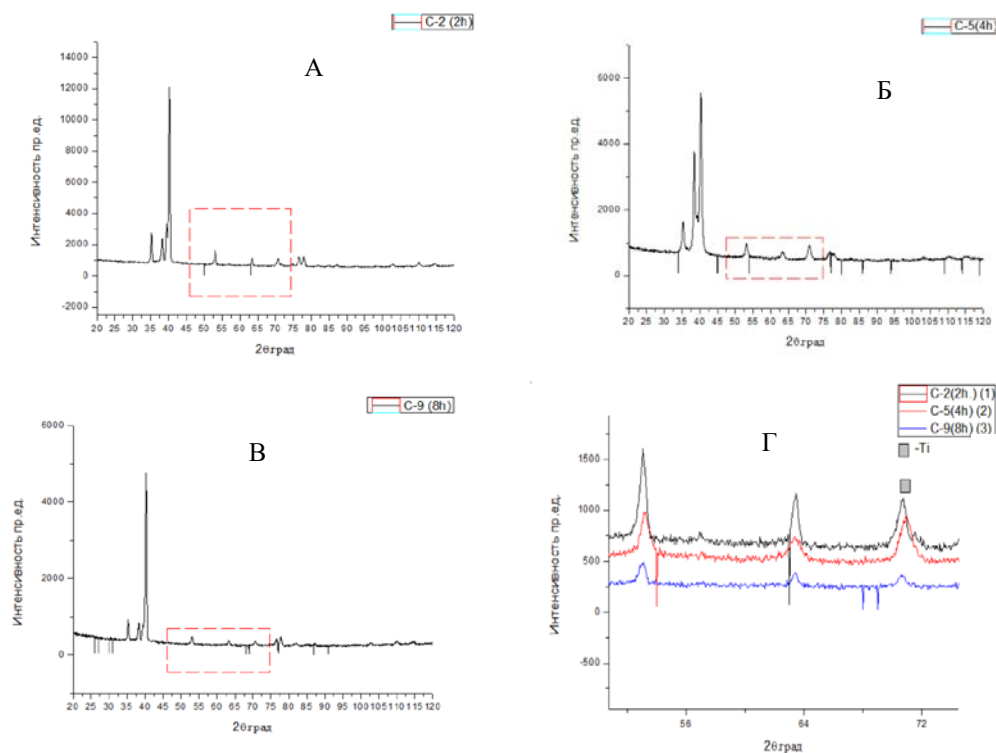 C-2 (2h)
А
14000
12000
10000
8000
6000
4000
2000
0
-2000
Интенсивность пр.ед.
20 25 30 35 40 45 50 55 60 65 70 75 80 85 90 95 100 105 110 115 120
2θград
C-5(4h)
Б
6000
4000
2000
0
Интенсивность пр.ед.
20 25 30 35 40 45 50 55 60 65 70 75 80 85 90 95 100 105 110 115 120
2θград
C-9 (8h)
В
6000
4000
2000
0
Интенсивность пр.ед.
20 25 30 35 40 45 50 55 60 65 70 75 80 85 90 95 100 105 110 115 120
2θград
C-2(2h.) (1)
C-5(4h) (2)
C-9(8h) (3)
-Ti
Г
1500
1000
500
0
-500
Интенсивность пр.ед.
56 64 72
2θград